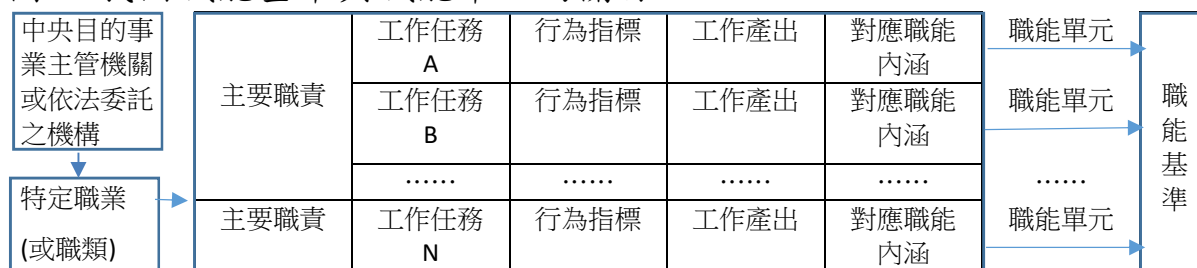 中央目的事
業主管機關
或依法委託
之機構
特定職業
(或職類)
主要職責
工作任務
A
行為指標
工作產出
對應職能
內涵
職能單元
工作任務
B
行為指標
工作產出
對應職能
內涵
職能單元
……
……
……
……
……
主要職責
工作任務
N
行為指標
工作產出
對應職能
內涵
職能單元
職能基準